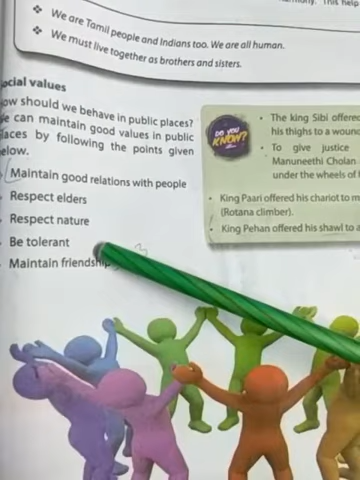 This help
❖ We are Tamil people and Indians too. We are all human.
❖ We must live together as brothers and sisters.
ocial values
ow should we behave in public places?
e can maintain good values in public
laces by following the points given
elow.
Maintain good relations with people
Respect elders
Respect nature
Be tolerant
Maintain friendship
DO YOU KNOW?
• The king Sibi offered
his thighs to a wound
• To give justice
Manuneethi Cholan
under the wheels of
• King Paari offered his chariot to m
(Rotana climber).
• King Pehan offered his shawl to a